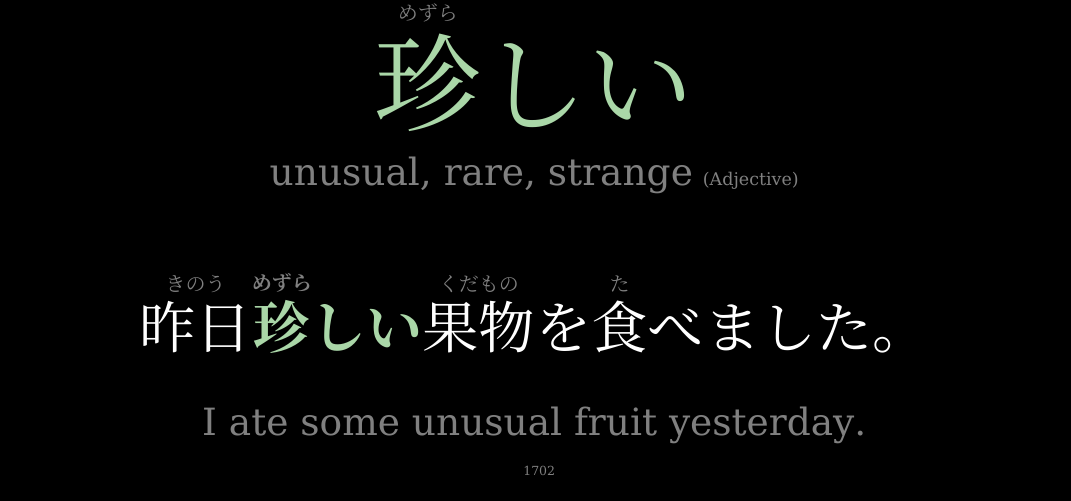 めずら
珍しい
unusual, rare, strange (Adjective)
きのう めずら くだもの た
昨日珍しい果物を食べました。
I ate some unusual fruit yesterday.
1702